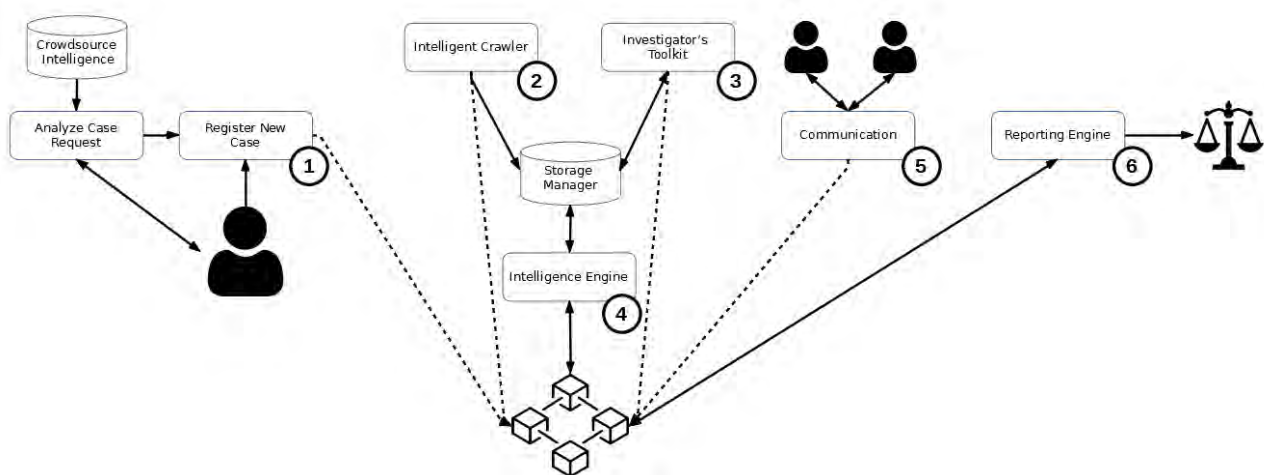 Crowdsource
Intelligence
Analyze Case
Request
Register New
Case
1
Intelligent Crawler
2
Investigator's
Toolkit
3
Storage
Manager
Intelligence Engine
4
Communication
5
Reporting Engine
6